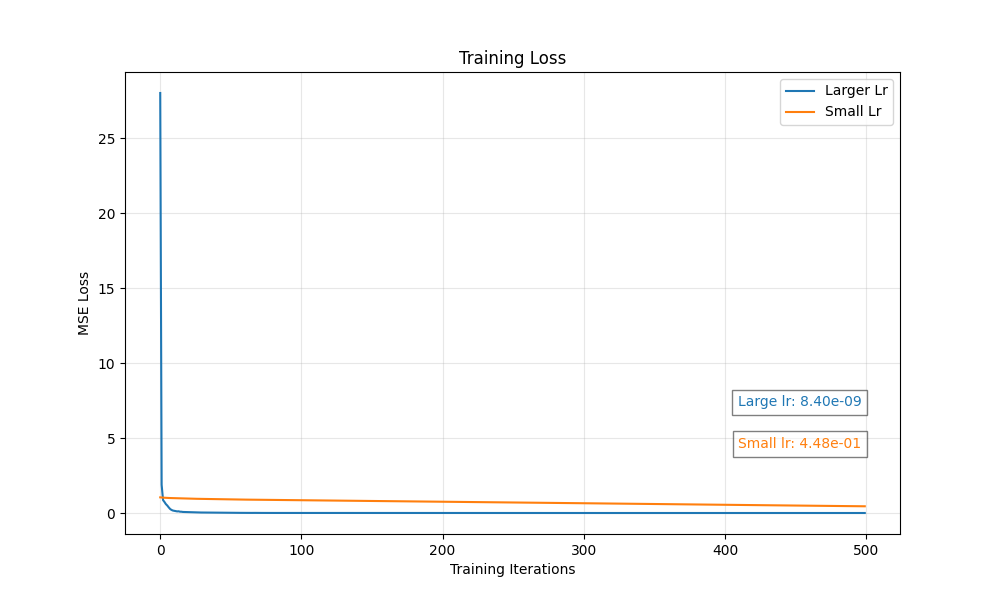 Training Loss
Larger Lr
Small Lr
MSE Loss
25
20
15
10
5
0
Large lr: 8.40e-09
Small lr: 4.48e-01
0
100
200
300
400
500
Training Iterations